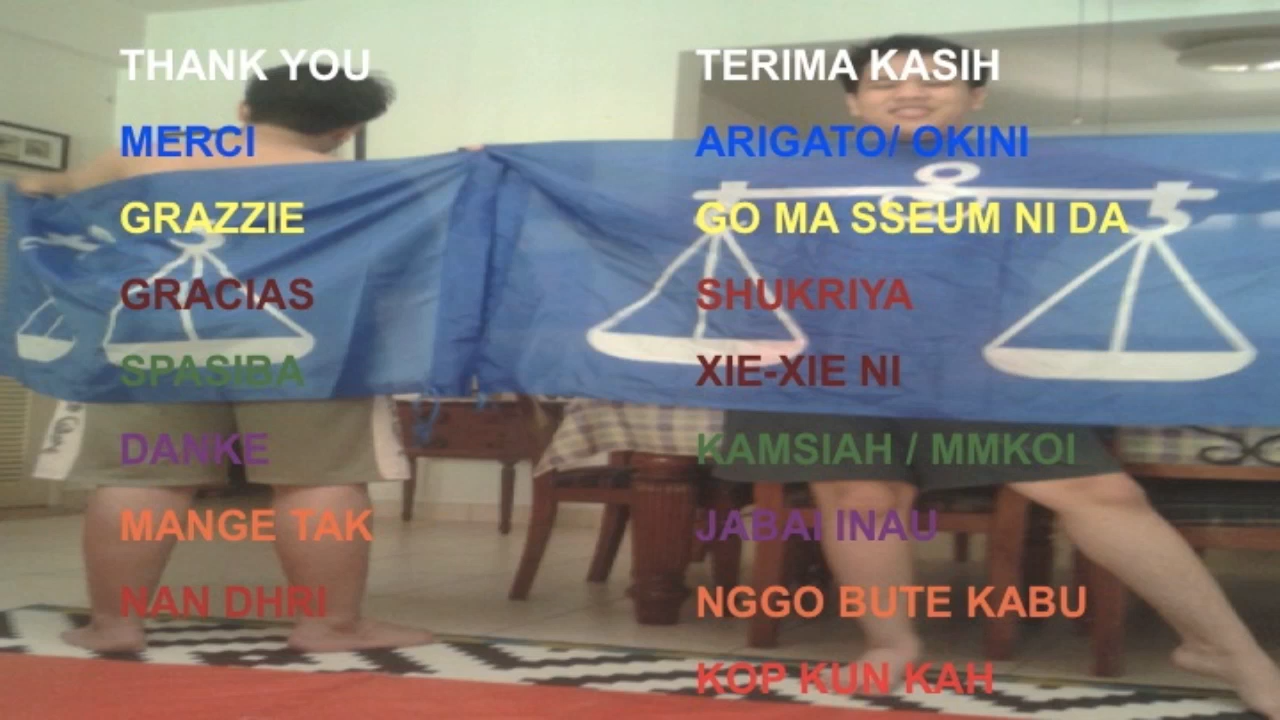 THANK YOU
MERCI
GRAZZIE
GRACIAS
SPASIBA
DANKE
MANGE TAK
NAN DHRI
TERIMA KASIH
ARIGATO/ OKINI
GO MA SSEUM NI DA
SHUKRIYA
XIE-XIE NI
KAMSIAH / MMKOI
JABAI INAU
NGGO BUTE KABU
KOP KUN KAH